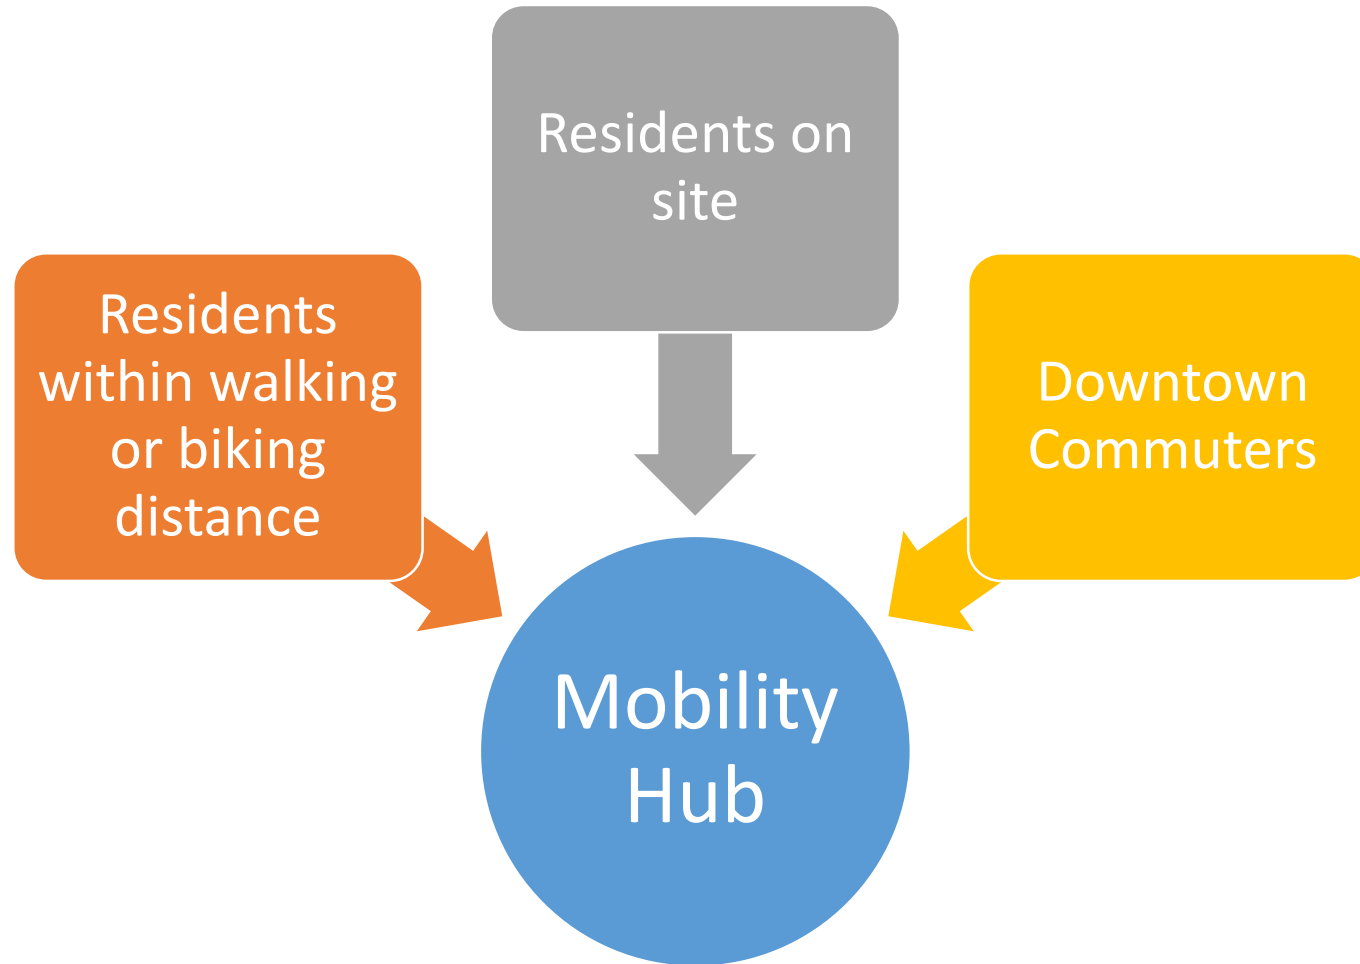 Residents on
site
Residents
within walking
or biking
distance
Downtown
Commuters
Mobility
Hub